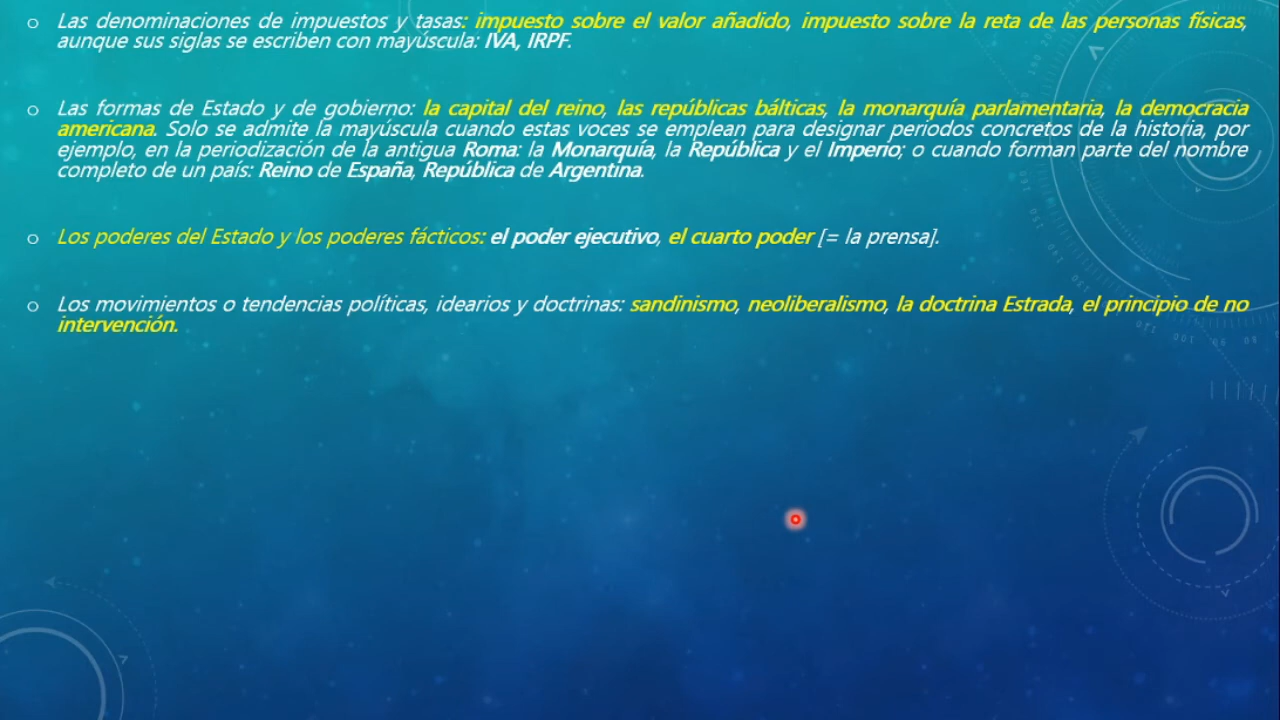 o Las denominaciones de impuestos y tasas: impuesto sobre el valor añadido, impuesto sobre la reta de las personas físicas,
aunque sus siglas se escriben con mayúscula: IVA, IRPF.
o Las formas de Estado y de gobierno: la capital del reino, las repúblicas bálticas, la monarquía parlamentaria, la democracia
americana. Solo se admite la mayúscula cuando estas voces se emplean para designar periodos concretos de la historia, por
ejemplo, en la periodización de la antigua Roma: la Monarquía, la República y el Imperio; o cuando forman parte del nombre
completo de un país: Reino de España, República de Argentina.
o Los poderes del Estado y los poderes fácticos: el poder ejecutivo, el cuarto poder [= la prensa].
o Los movimientos o tendencias políticas, idearios y doctrinas: sandinismo, neoliberalismo, la doctrina Estrada, el principio de no
intervención.